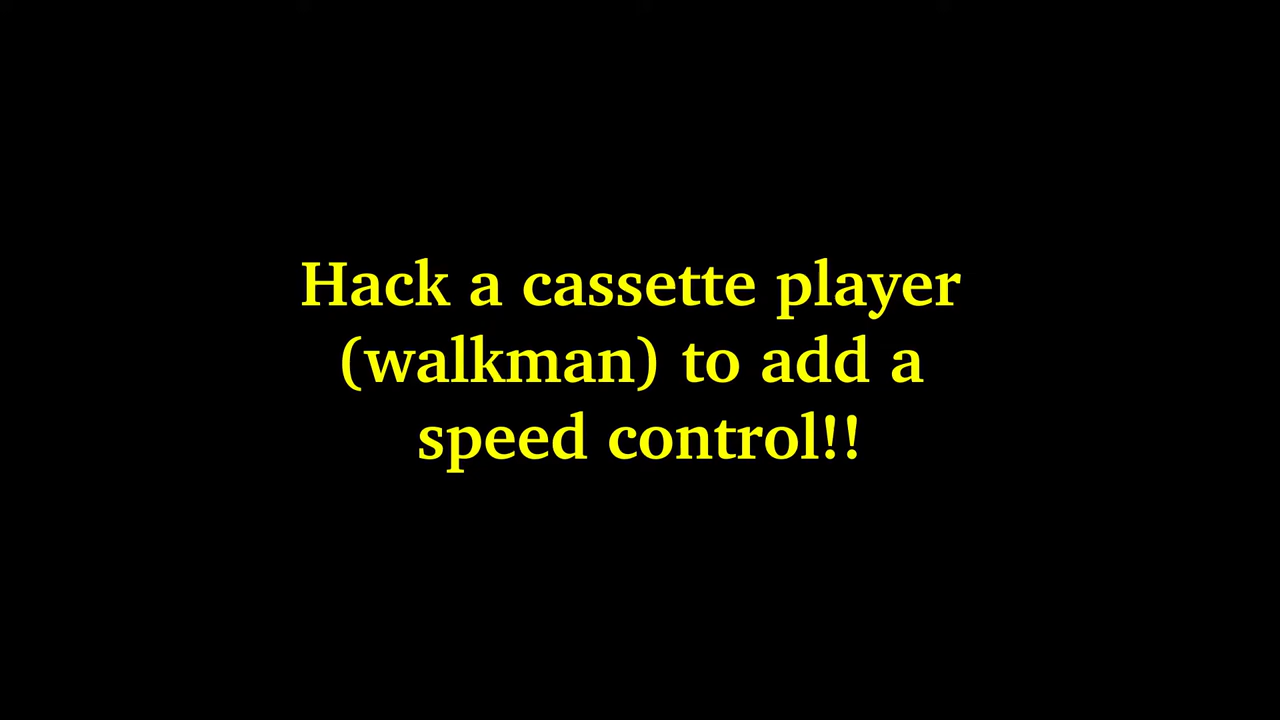 Hack a cassette player
(walkman) to add a
speed control!!